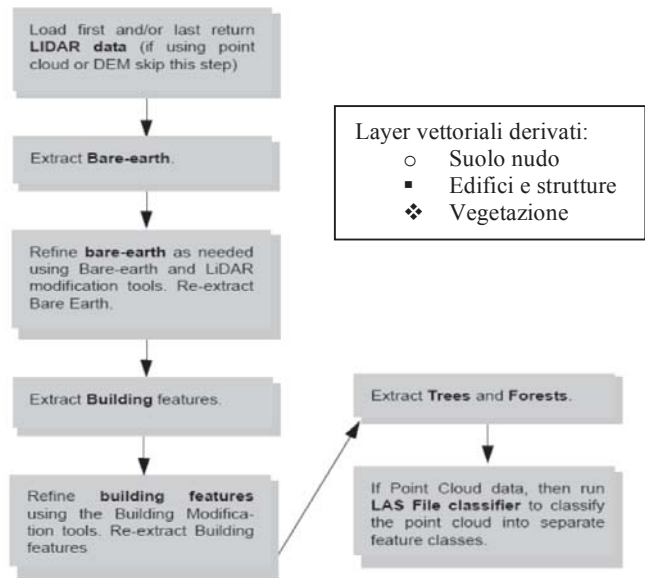 Load first and/or last return
LIDAR data (if using point
cloud or DEM skip this step)
Extract Bare-earth.
Refine bare-earth as needed
using Bare-earth and LiDAR
modification tools. Re-extract
Bare Earth.
Extract Building features.
Refine building features
using the Building Modifica-
tion tools. Re-extract Building
features
Layer vettoriali derivati:
○ Suolo nudo
▪ Edifici e strutture
❖ Vegetazione
Extract Trees and Forests.
If Point Cloud data, then run
LAS File classifier to classify
the point cloud into separate
feature classes.